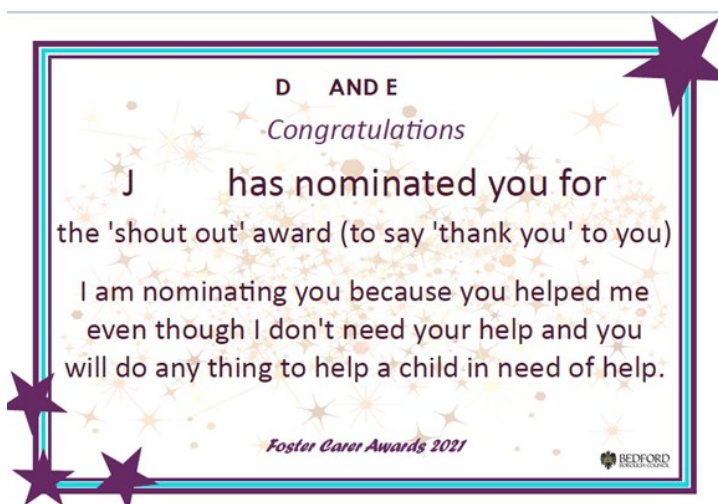 D AND E
Congratulations
J has nominated you for
the 'shout out' award (to say 'thank you' to you)
I am nominating you because you helped me
even though I don't need your help and you
will do any thing to help a child in need of help.
Foster Carer Awards 2021
BEDFORD
BOROUGH COUNCIL